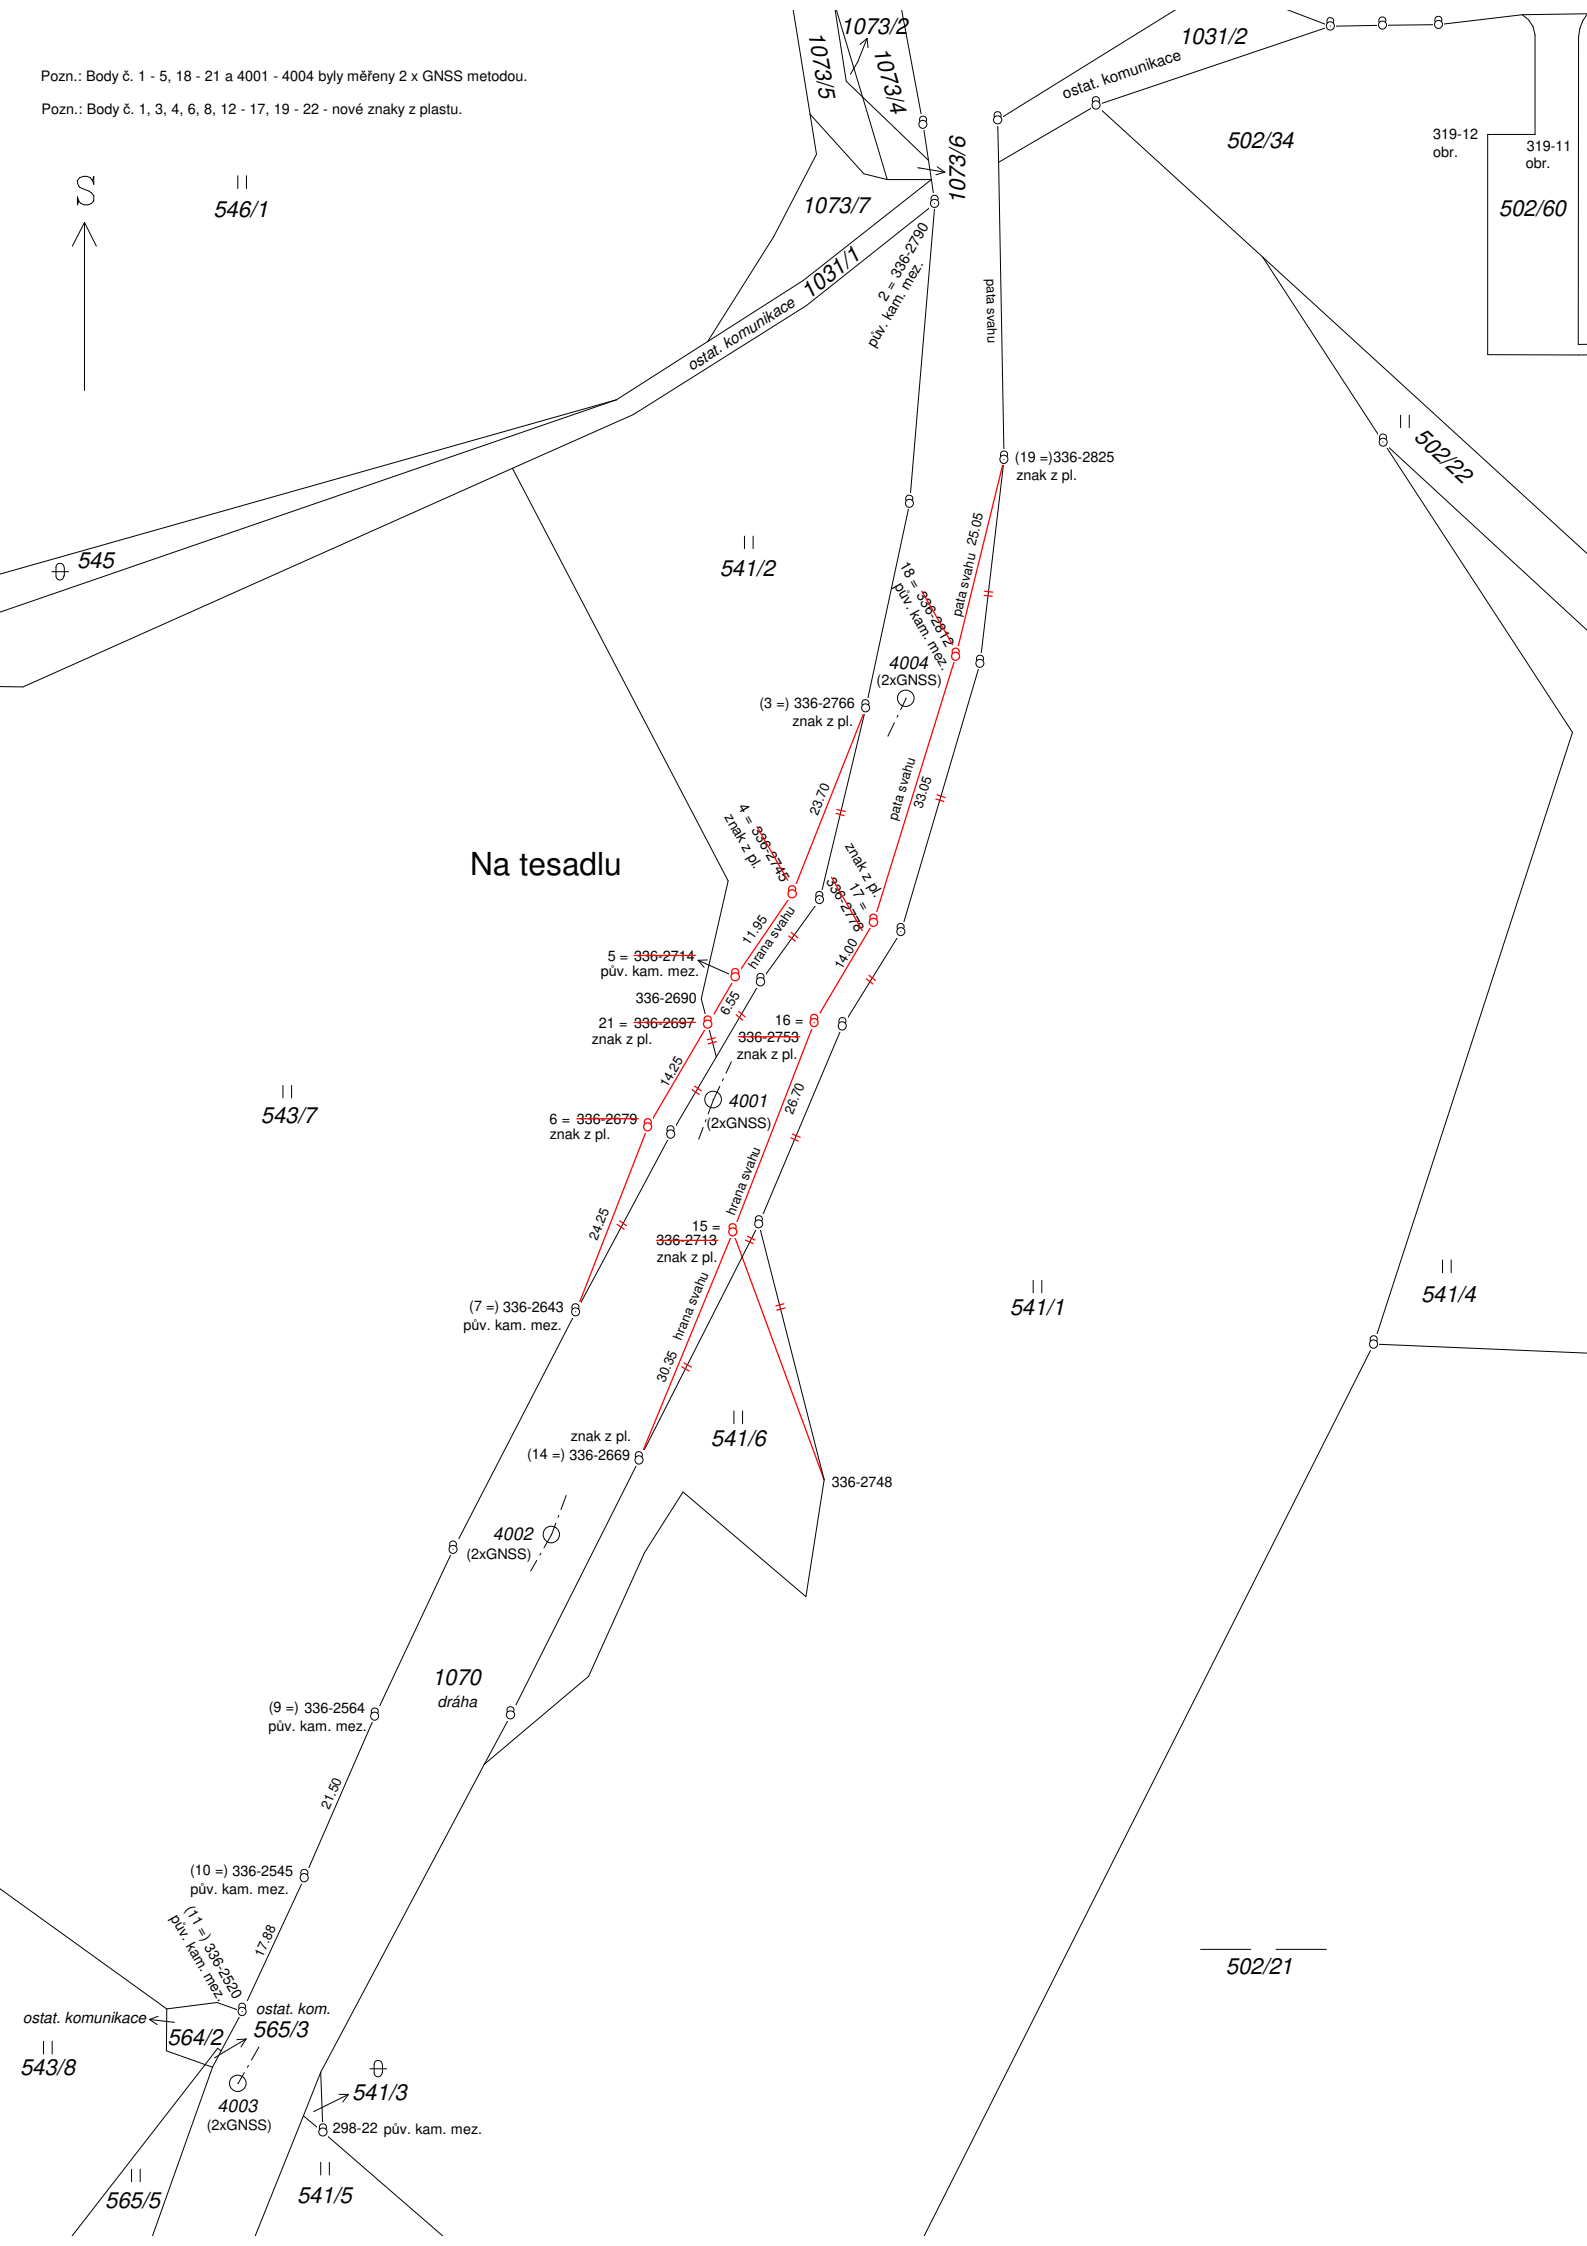 Pozn.: Body č. 1 - 5, 18 - 21 a 4001 - 4004 byly měřeny 2 x GNSS metodou.
Pozn.: Body č. 1, 3, 4, 6, 8, 12 - 17, 19 - 22 - nové znaky z plastu.
S
546/1
1073/5
1073/2
1073/4
1073/6
1073/7
1031/2
ostat. komunikace
502/34
319-12
obr.
319-11
obr.
502/60
ostat. komunikace 1031/1
2 = 336-2790
pův. kam. mez.
pata svahu
(19 =)336-2825
znak z pl.
502/22
545
541/2
pata svahu 25.05
18 = 336-2812
pův. kam. mez.
4004
(2xGNSS)
(3 =) 336-2766
znak z pl.
23.70
pata svahu
33.05
4 = 336-2745
znak z pl.
Na tesadlu
znak z pl.
17 =
336-2778
11.95
hrana svahu
14.00
5 = 336-2714
pův. kam. mez.
336-2690
6.55
21 = 336-2697
znak z pl.
16 =
336-2753
znak z pl.
14.25
26.70
543/7
4001
(2xGNSS)
6 = 336-2679
znak z pl.
hrana svahu
24.25
15 =
336-2713
znak z pl.
541/1
541/4
(7 =) 336-2643
pův. kam. mez.
30.35 hrana svahu
541/6
znak z pl.
(14 =) 336-2669
336-2748
4002
(2xGNSS)
1070
dráha
(9 =) 336-2564
pův. kam. mez.
21.50
(10 =) 336-2545
pův. kam. mez.
17.88
(11 =) 336-2520
pův. kam. mez.
502/21
ostat. komunikace
564/2
ostat. kom.
565/3
543/8
4003
(2xGNSS)
541/3
298-22 pův. kam. mez.
565/5
541/5